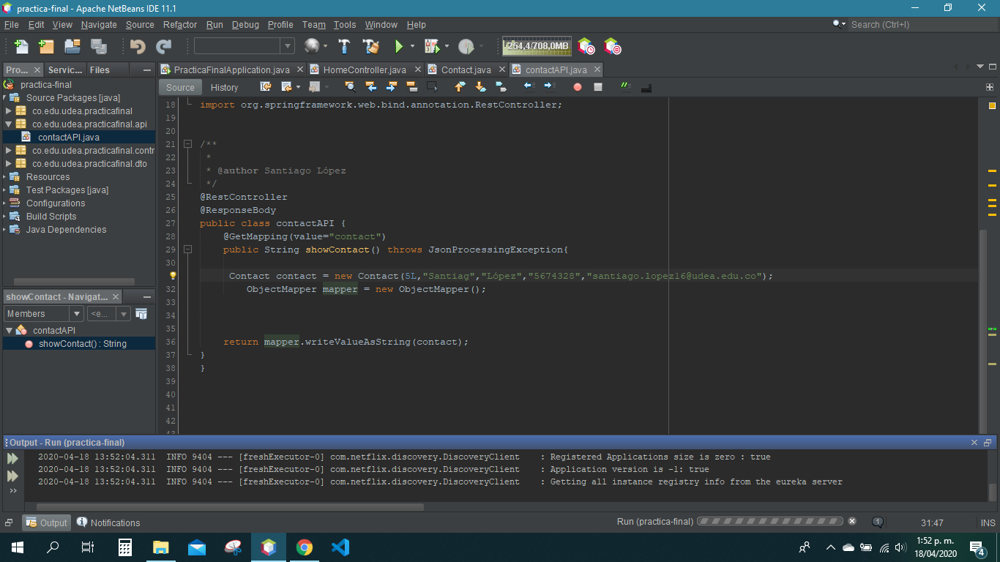 practica-final - Apache NetBeans IDE 11.1
File Edit View Navigate Source Refactor Run Debug Profile Team Tools Window Help
Search (Ctrl+I)
254,4/708,0MB
Pro... Servic... Files
PracticaFinalApplication.java HomeController.java Contact.java contactAPI.java
Source History
practica-final
Source Packages [java]
co.edu.udea.practicafinal
co.edu.udea.practicafinal.api
contactAPI.java
co.edu.udea.practicafinal.contr
co.edu.udea.practicafinal.dto
Resources
Test Packages [java]
Configurations
Build Scripts
Java Dependencies
showContact - Navigat...
Members <e...
contactAPI
showContact() : String
18 import org.springframework.web.bind.annotation.RestController;
19
20
21 /**
22 *
23 * @author Santiago López
24 */
25 @RestController
26 @ResponseBody
27 public class contactAPI {
28 @GetMapping(value="contact")
29 public String showContact() throws JsonProcessingException{
30
Contact contact = new Contact(5L,"Santiag","López","5674328","santiago.lopez16@udea.edu.co");
32 ObjectMapper mapper = new ObjectMapper();
33
34
35
36 return mapper.writeValueAsString(contact);
37 }
38 }
39
40
41
42
43
Output - Run (practica-final)
2020-04-18 13:52:04.311 INFO 9404 --- [freshExecutor-0] com.netflix.discovery.DiscoveryClient : Registered Applications size is zero : true
2020-04-18 13:52:04.311 INFO 9404 --- [freshExecutor-0] com.netflix.discovery.DiscoveryClient : Application version is -1: true
2020-04-18 13:52:04.311 INFO 9404 --- [freshExecutor-0] com.netflix.discovery.DiscoveryClient : Getting all instance registry info from the eureka server
Output Notifications
Run (practica-final)
1
31:47
INS
1:52 p. m.
18/04/2020
4